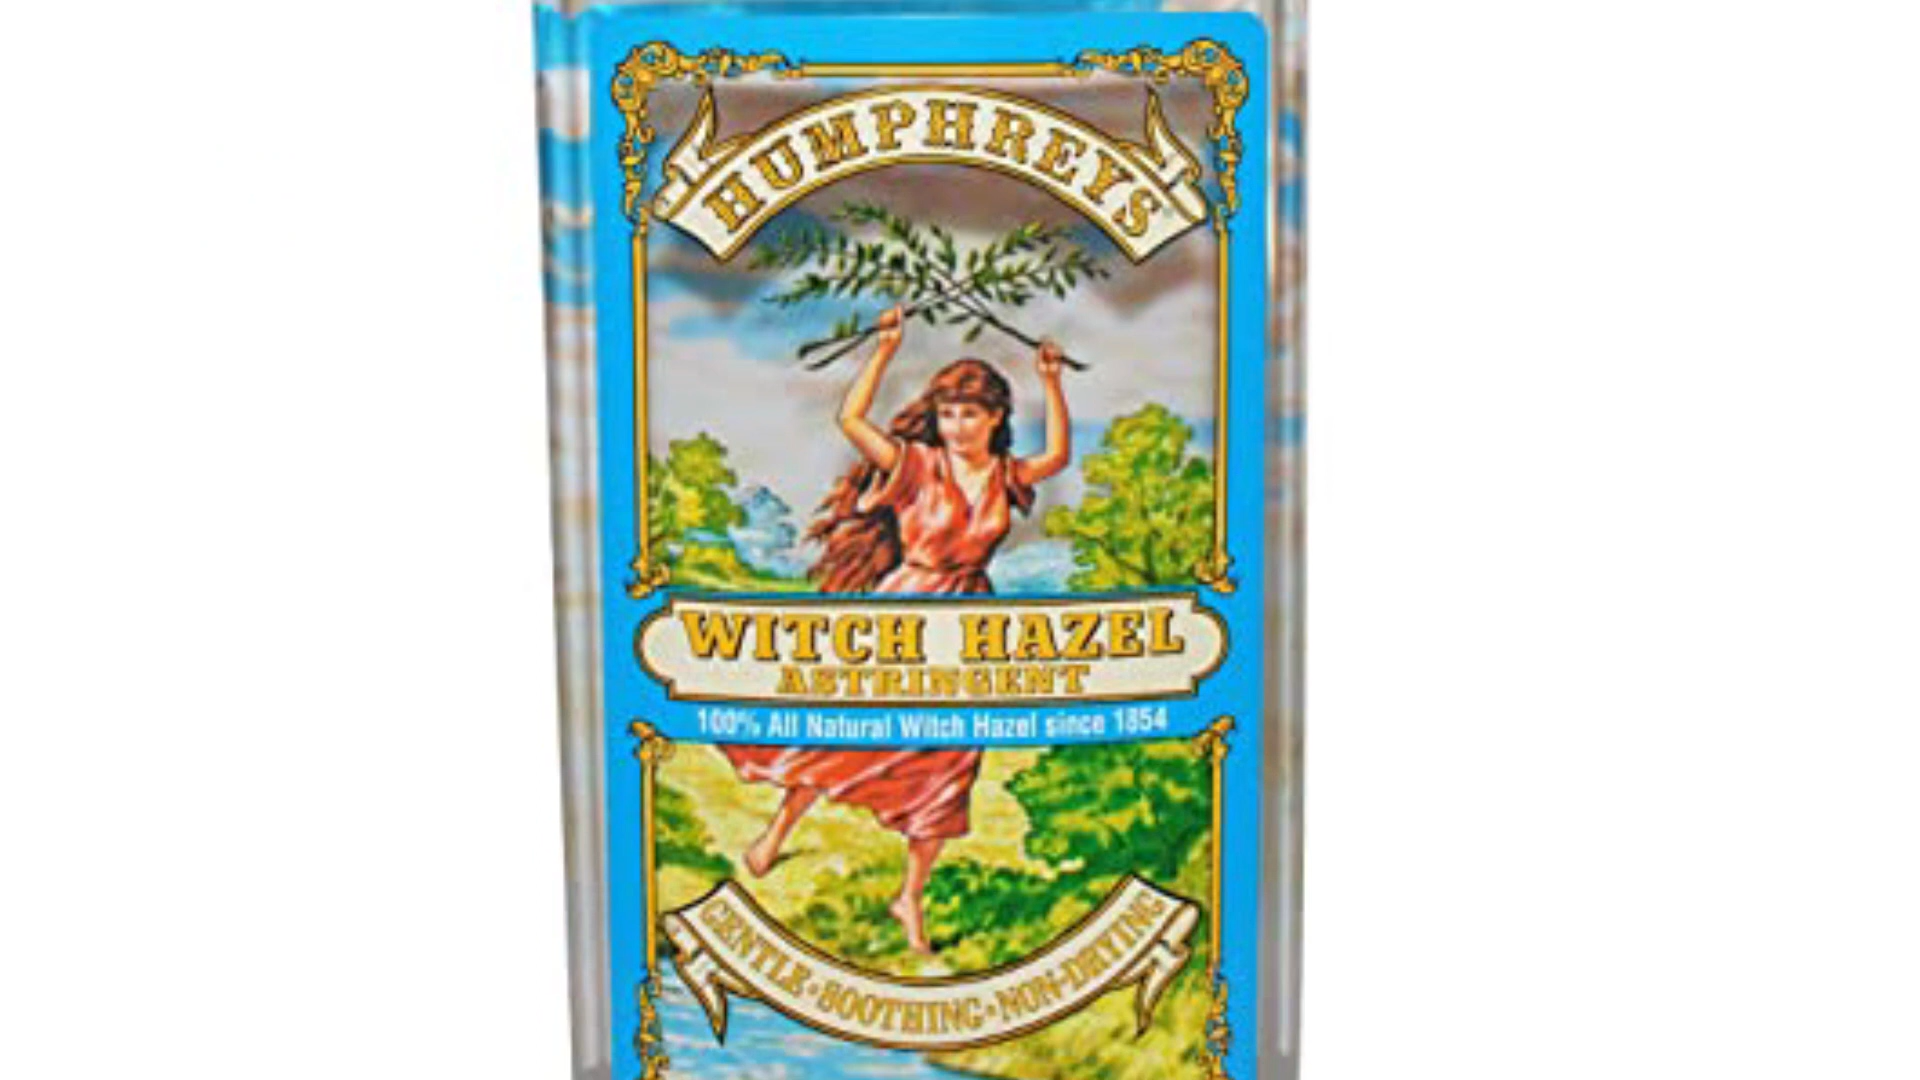 HUMPHREYS
WITCH HAZEL
ASTRINGENT
100% All Natural Witch Hazel since 1854
GENTLE • SOOTHING • NON-DRYING